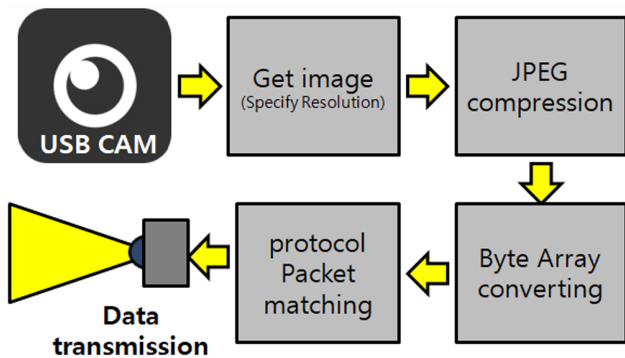 USB CAM
Get image
(Specify Resolution)
JPEG
compression
Byte Array
converting
protocol
Packet
matching
Data
transmission